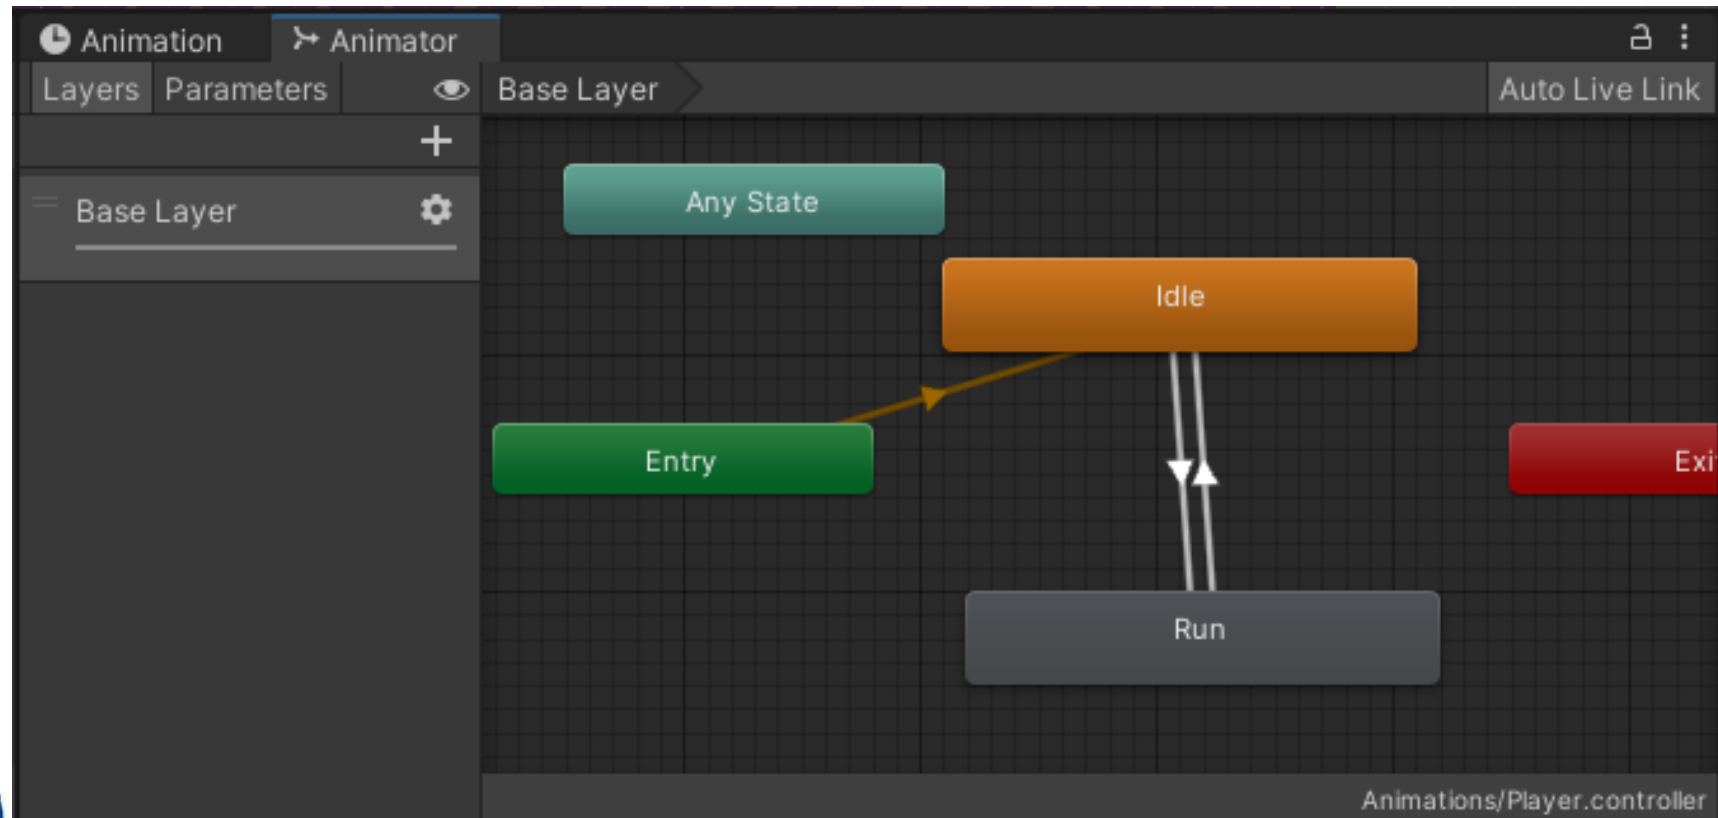 Animation
Animator
Layers
Parameters
Base Layer
Auto Live Link
Base Layer
Any State
Idle
Entry
Exi
Run
Animations/Player.controller